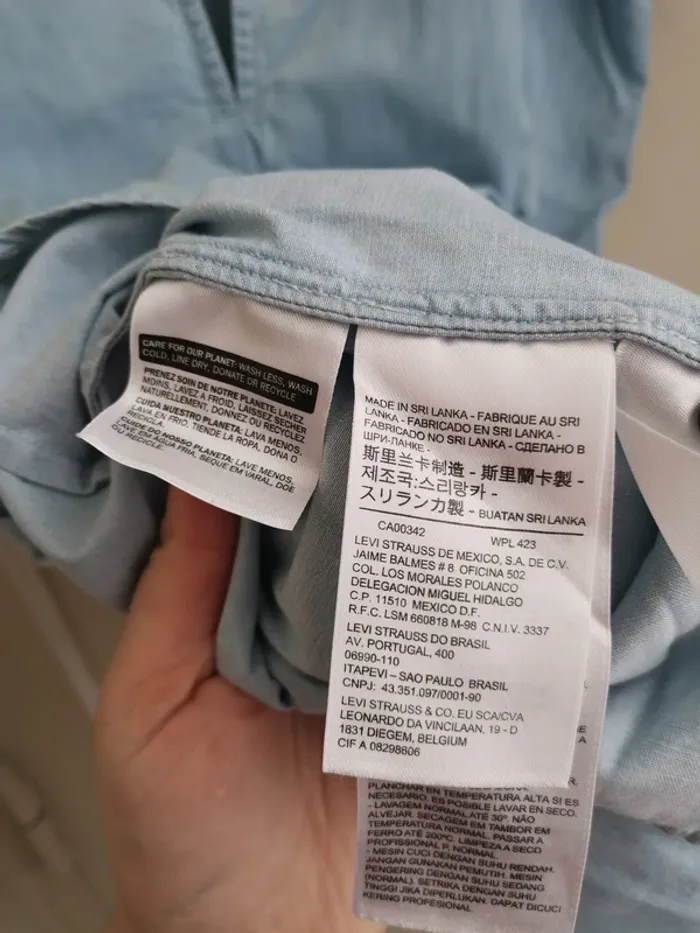 CARE FOR OUR PLANET: WASH LESS, WASH
COLD, LINE DRY, DONATE OR RECYCLE
PRENEZ SOIN DE NOTRE PLANETE: LAVEZ
MOINS, LAVEZ A FROID, LAISSEZ SECHER
NATURELLEMENT, DONNEZ OU RECYCLEZ
CUIDA NUESTRO PLANETA: LAVA MENOS,
LAVA EN FRIO, TIENDE LA ROPA, DONA O
RECICLE
CUIDE DO NOSSO PLANETA: LAVE MENOS,
LAVE EM AGUA FRIA, SEQUE EM VARAL, DOE
OU RECICLE.
MADE IN SRI LANKA - FABRIQUE AU SRI
LANKA - FABRICADO EN SRI LANKA -
FABRICADO NO SRI LANKA - СДЕЛАНО В
ШРИ-ЛАНКЕ -
斯里兰卡制造 - 斯里蘭卡製 -
제조국:스리랑카 -
スリランカ製 - BUATAN SRI LANKA
CA00342 WPL 423
LEVI STRAUSS DE MEXICO, S.A. DE C.V.
JAIME BALMES # 8 OFICINA 502
COL. LOS MORALES POLANCO
DELEGACION MIGUEL HIDALGO
C.P. 11510 MEXICO D.F.
R.F.C. LSM 660818 M-98 C.N.I.V. 3337
LEVI STRAUSS DO BRASIL
AV. PORTUGAL, 400
06990-110
ITAPEVI – SAO PAULO BRASIL
CNPJ: 43.351.097/0001-90
LEVI STRAUSS & CO. EU SCA/CVA
LEONARDO DA VINCILAAN, 19 - D
1831 DIEGEM, BELGIUM
CIF A 08298606
PLANCHAR EN TEMPERATURA ALTA SI ES
NECESARIO, ES POSIBLE LAVAR EN SECO.
- LAVAGEM NORMAL ATÉ 30º, NÃO
ALVEJAR. SECAGEM EM TAMBOR EM
TEMPERATURA NORMAL. PASSAR A
FERRO ATÉ 200ºC. LIMPEZA A SECO
PROFISSIONAL P, NORMAL.
- MESIN CUCI DENGAN SUHU RENDAH.
JANGAN GUNAKAN PEMUTIH. MESIN
PENGERING DENGAN SUHU SEDANG
(NORMAL). SETRIKA DENGAN SUHU
TINGGI JIKA DIPERLUKAN. DAPAT DICUCI
KERING PROFESIONAL.